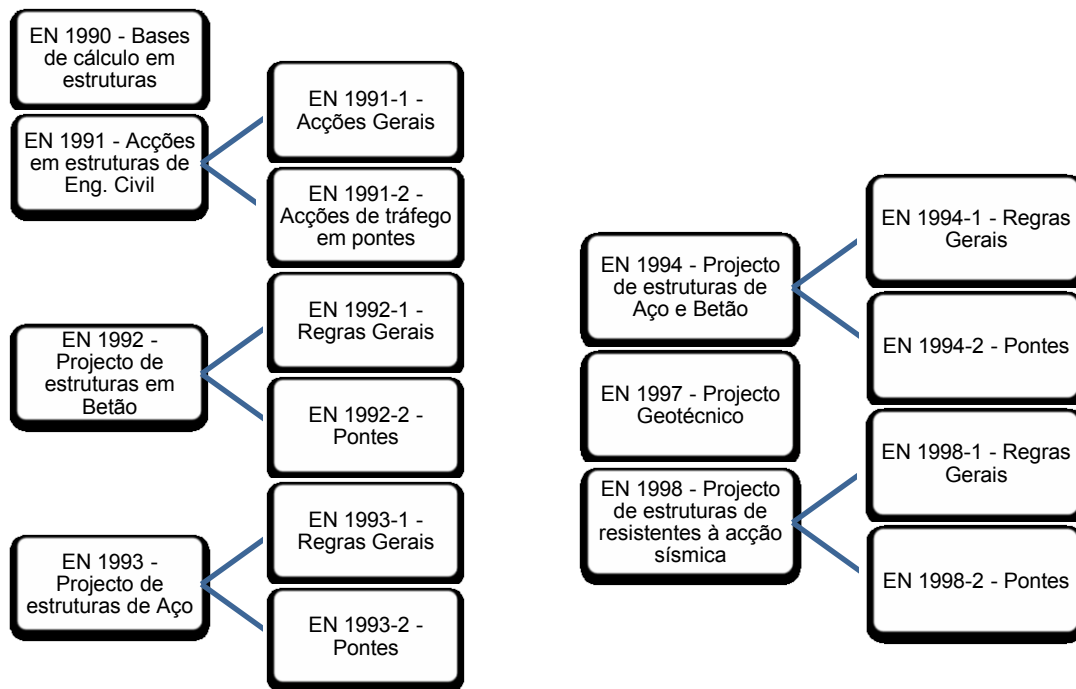 EN 1990 - Bases
de cálculo em
estruturas
EN 1991 - Acções
em estruturas de
Eng. Civil
EN 1991-1 -
Acções Gerais
EN 1991-2 -
Acções de tráfego
em pontes
EN 1992 -
Projecto de
estruturas em
Betão
EN 1992-1 -
Regras Gerais
EN 1992-2 -
Pontes
EN 1993 -
Projecto de
estruturas de Aço
EN 1993-1 -
Regras Gerais
EN 1993-2 -
Pontes
EN 1994 - Projecto
de estruturas de
Aço e Betão
EN 1994-1 - Regras
Gerais
EN 1994-2 - Pontes
EN 1997 - Projecto
Geotécnico
EN 1998 - Projecto
de estruturas de
resistentes à acção
sísmica
EN 1998-1 - Regras
Gerais
EN 1998-2 - Pontes